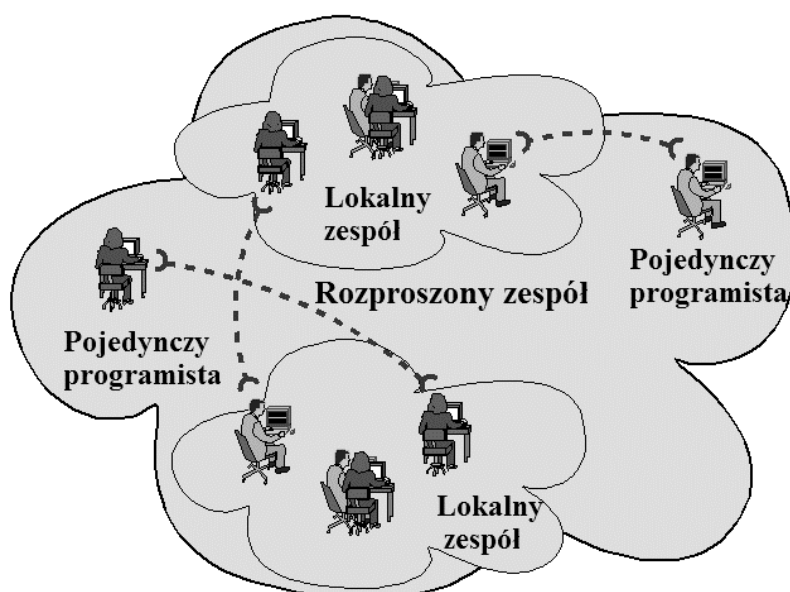 Lokalny
zespół
Pojedynczy
programista
Rozproszony zespół
Pojedynczy
programista
Lokalny
zespół